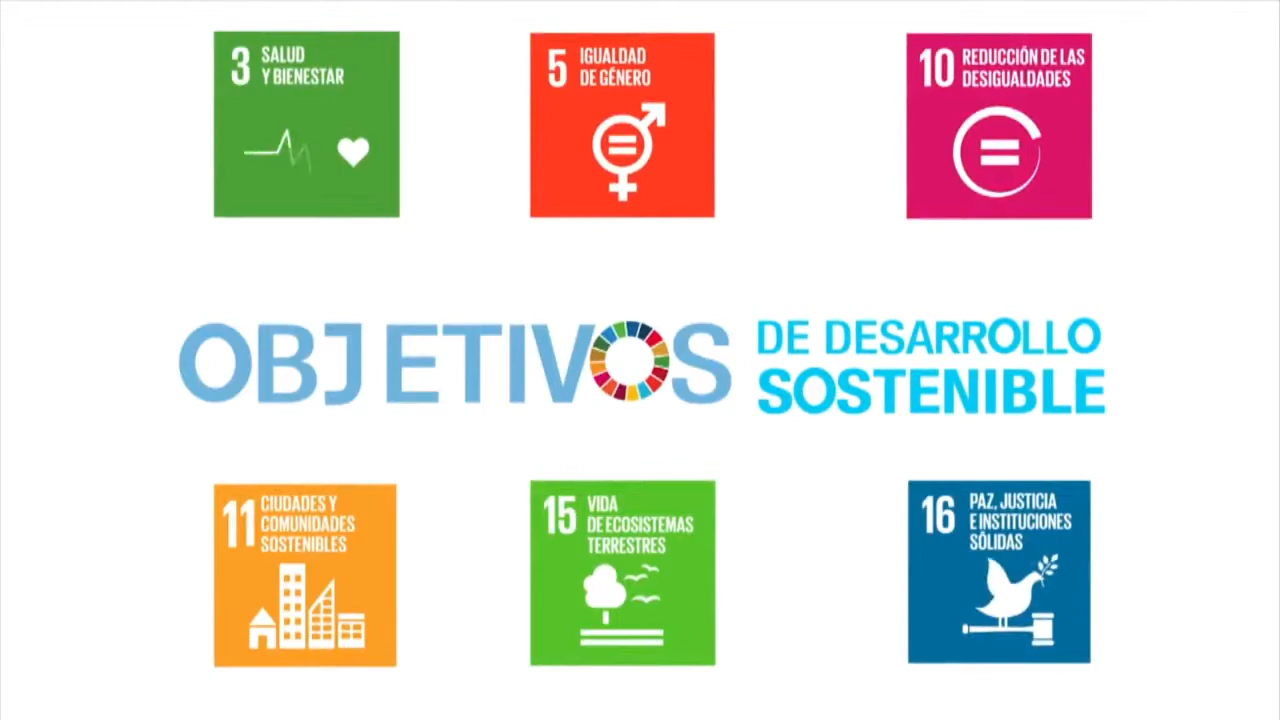 3 SALUD
Y BIENESTAR
5 IGUALDAD
DE GÉNERO
10 REDUCCIÓN DE LAS
DESIGUALDADES
OBJETIVOS
DE DESARROLLO
SOSTENIBLE
11 CIUDADES Y
COMUNIDADES
SOSTENIBLES
15 VIDA
DE ECOSISTEMAS
TERRESTRES
16 PAZ, JUSTICIA
E INSTITUCIONES
SÓLIDAS